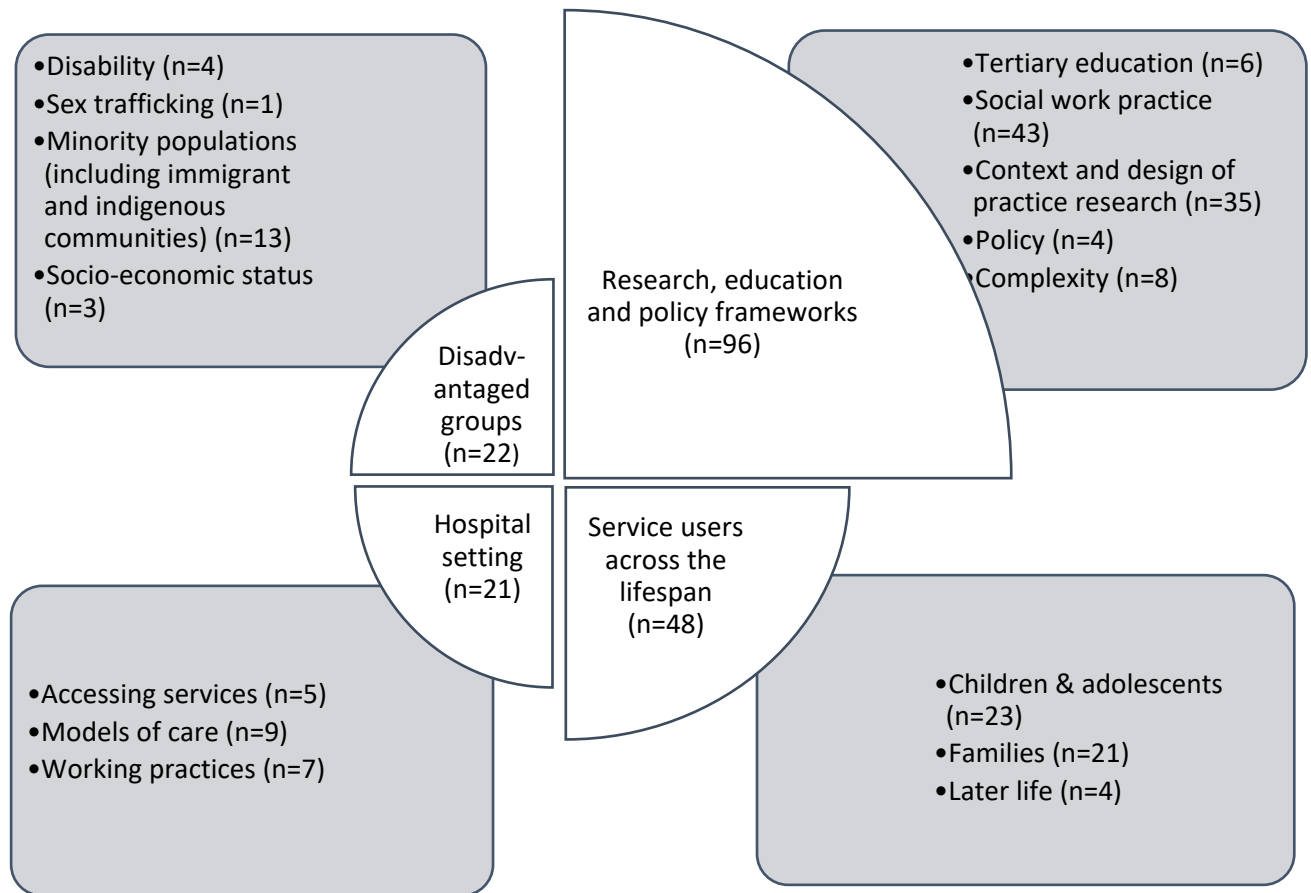 •Disability (n=4)
•Sex trafficking (n=1)
•Minority populations
(including immigrant
and indigenous
communities) (n=13)
•Socio-economic status
(n=3)
•Tertiary education (n=6)
•Social work practice
(n=43)
•Context and design of
practice research (n=35)
•Policy (n=4)
•Complexity (n=8)
Research, education
and policy frameworks
(n=96)
Disadv-
antaged
groups
(n=22)
Hospital
setting
(n=21)
Service users
across the
lifespan
(n=48)
•Accessing services (n=5)
•Models of care (n=9)
•Working practices (n=7)
•Children & adolescents
(n=23)
•Families (n=21)
•Later life (n=4)